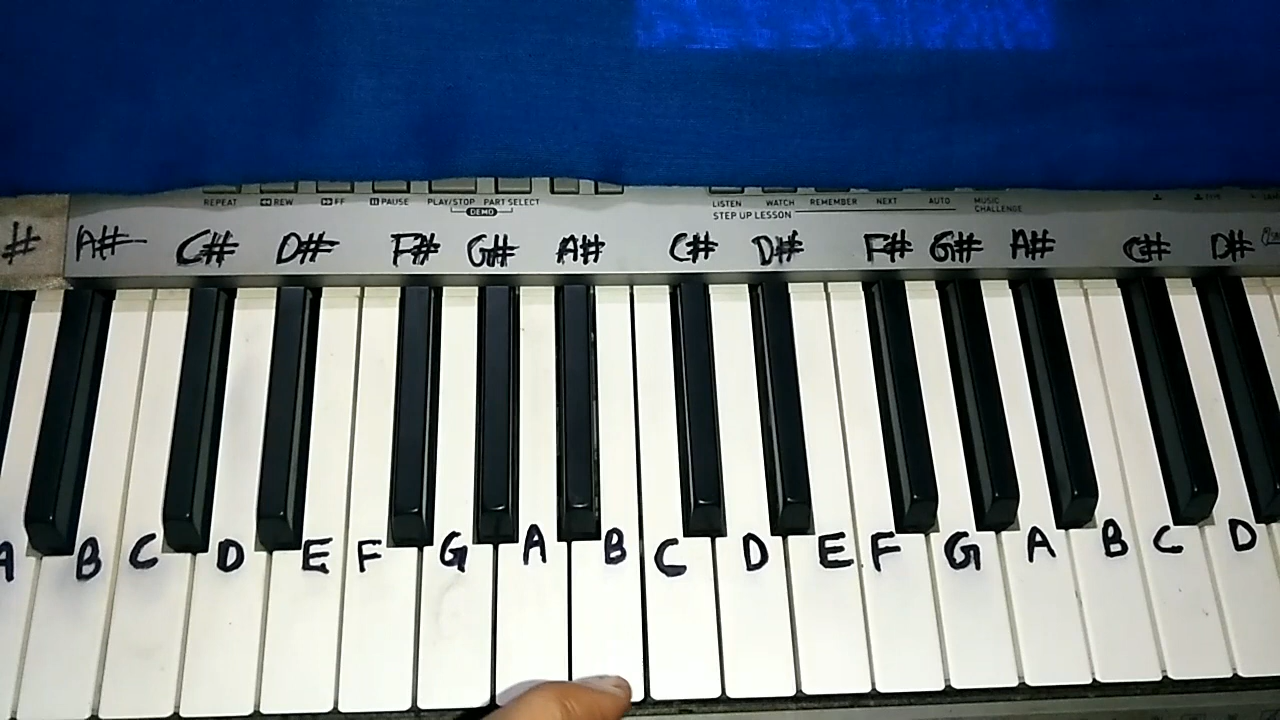 REPEAT REW FF PAUSE PLAY/STOP PART SELECT LISTEN WATCH REMEMBER NEXT AUTO MUSIC
DEMO STEP UP LESSON CHALLENGE
# A# C# D# F# G# A# C# D# F# G# A# C# D#
A B C D E F G A B C D E F G A B C D